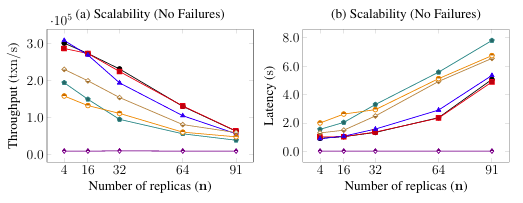 ·10⁵ (a) Scalability (No Failures)
3.0
2.0
1.0
0.0
Throughput (txn/s)
4 16 32 64 91
Number of replicas (n)
(b) Scalability (No Failures)
8.0
6.0
4.0
2.0
0.0
Latency (s)
4 16 32 64 91
Number of replicas (n)